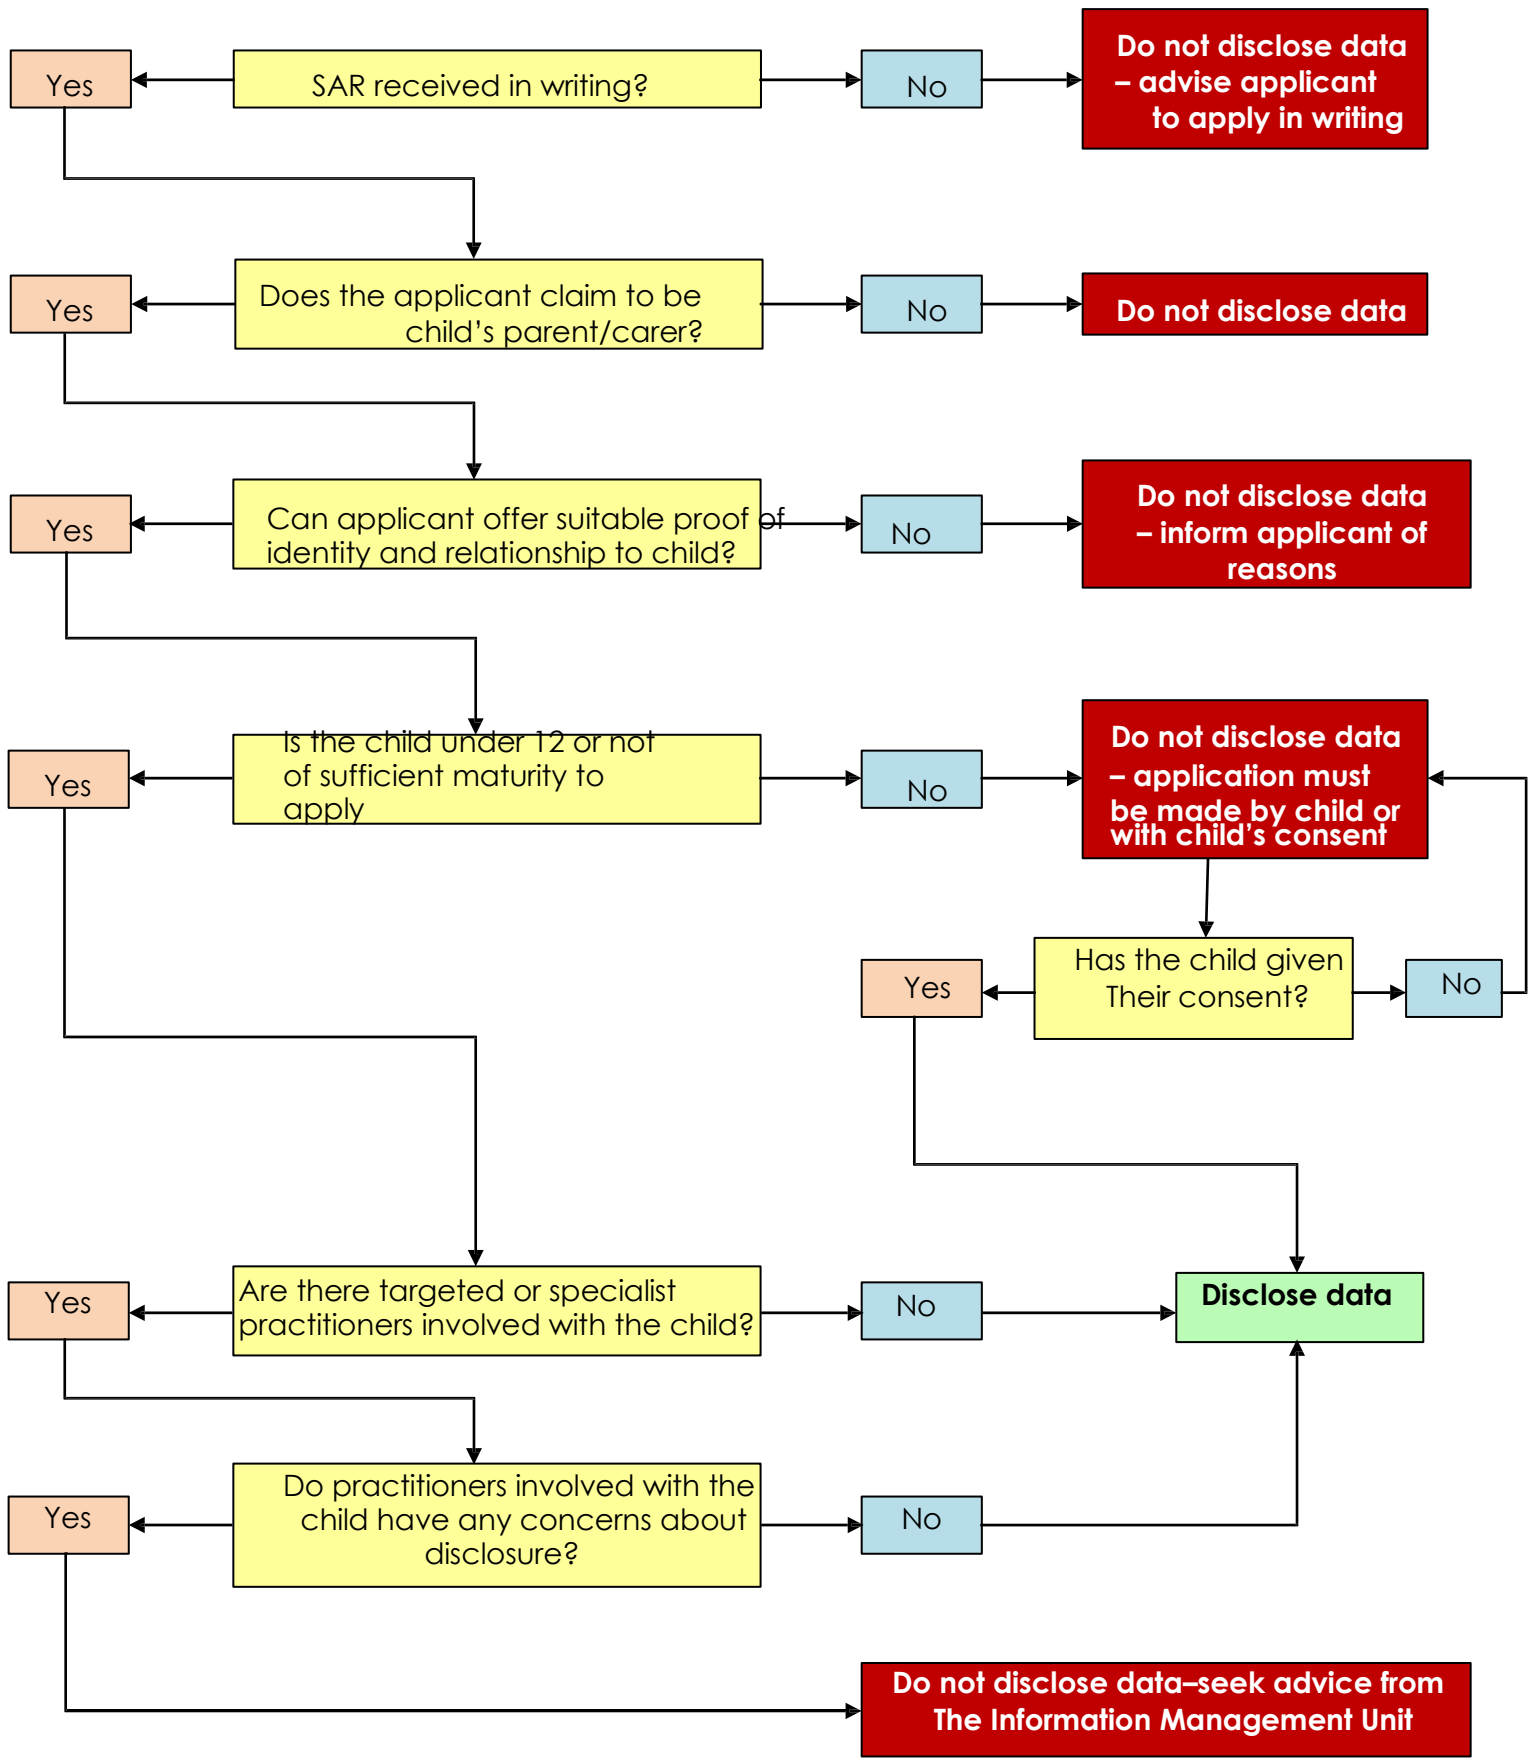 Yes
SAR received in writing?
No
Do not disclose data
– advise applicant
to apply in writing
Yes
Does the applicant claim to be
child’s parent/carer?
No
Do not disclose data
Yes
Can applicant offer suitable proof of
identity and relationship to child?
No
Do not disclose data
– inform applicant of
reasons
Yes
Is the child under 12 or not
of sufficient maturity to
apply
No
Do not disclose data
– application must
be made by child or
with child’s consent
Yes
Has the child given
Their consent?
No
Yes
Are there targeted or specialist
practitioners involved with the child?
No
Disclose data
Yes
Do practitioners involved with the
child have any concerns about
disclosure?
No
Do not disclose data–seek advice from
The Information Management Unit